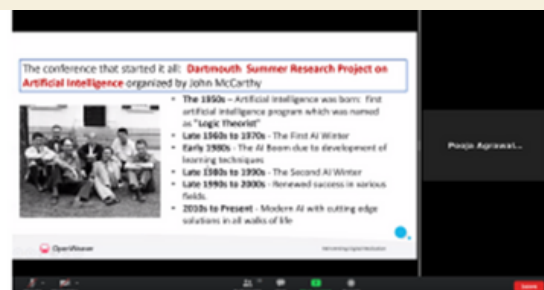 The conference that started it all: Dartmouth Summer Research Project on
Artificial Intelligence organized by John McCarthy
• The 1950s – Artificial Intelligence was born: first
artificial intelligence program which was named
as "Logic Theorist"
• Late 1960s to 1970s - The First AI Winter
• Early 1980s - The AI Boom due to development of
learning techniques
• Late 1980s to 1990s - The Second AI Winter
• Late 1990s to 2000s - Renewed success in various
fields.
• 2010s to Present - Modern AI with cutting edge
solutions in all walks of life
Pooja Agrawal...
OpenWeaver
Leave